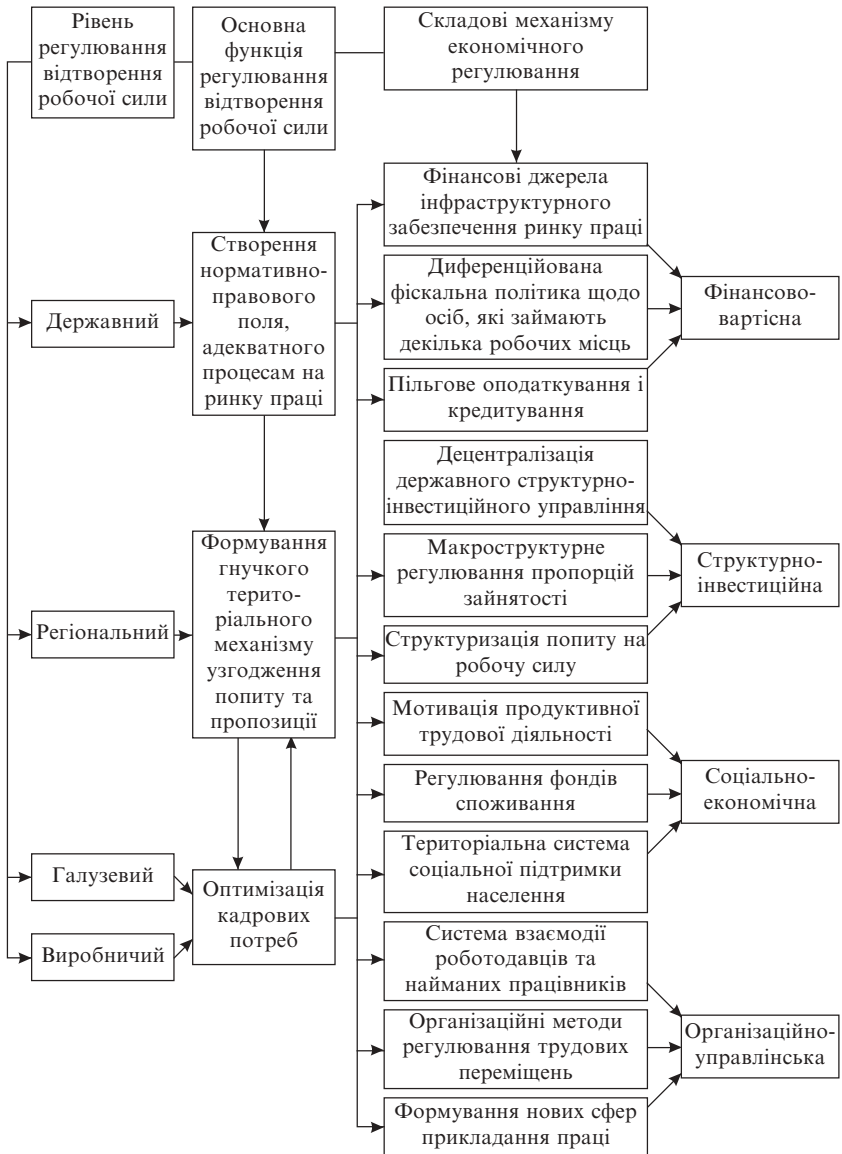 Рівень
регулювання
відтворення
робочої сили
Основна
функція
регулювання
відтворення
робочої сили
Складові механізму
економічного
регулювання
Фінансові джерела
інфраструктурного
забезпечення ринку праці
Створення
нормативно-
правового
поля,
адекватного
процесам на
ринку праці
Диференційована
фіскальна політика щодо
осіб, які займають
декілька робочих місць
Фінансово-
вартісна
Державний
Пільгове оподаткування і
кредитування
Децентралізація
державного структурно-
інвестиційного управління
Формування
гнучкого
терито-
ріального
механізму
узгодження
попиту та
пропозиції
Макроструктурне
регулювання пропорцій
зайнятості
Структурно-
інвестиційна
Регіональний
Структуризація попиту на
робочу силу
Мотивація продуктивної
трудової діяльності
Регулювання фондів
споживання
Соціально-
економічна
Територіальна система
соціальної підтримки
населення
Галузевий
Оптимізація
кадрових
потреб
Виробничий
Система взаємодії
роботодавців та
найманих працівників
Організаційні методи
регулювання трудових
переміщень
Організаційно-
управлінська
Формування нових сфер
прикладання праці